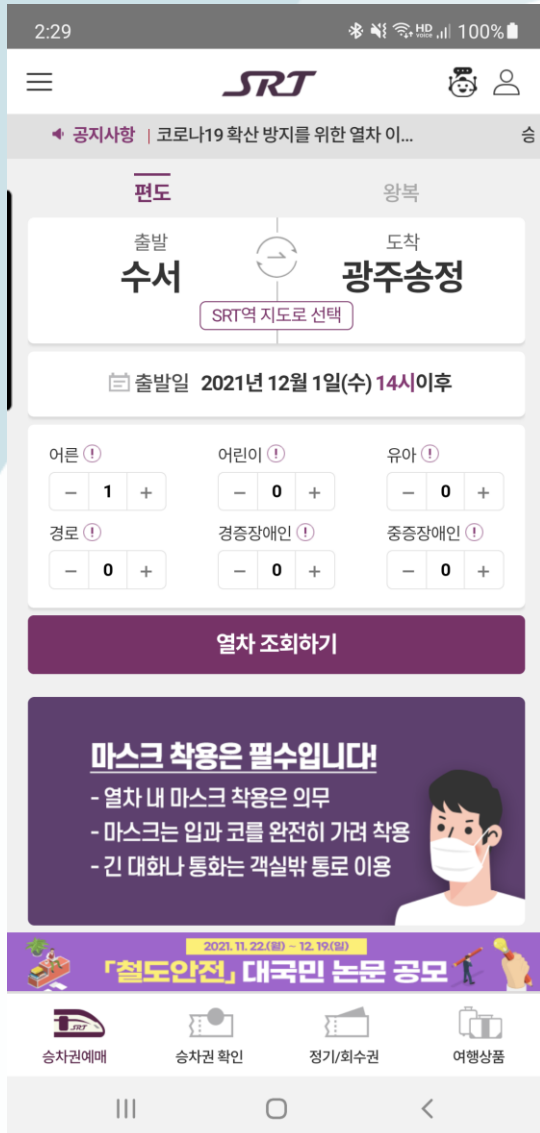 2:29 HD VOICE 100%
SRT
공지사항 | 코로나19 확산 방지를 위한 열차 이... 승
편도 왕복
출발 도착
수서 광주송정
SRT역 지도로 선택
출발일 2021년 12월 1일(수) 14시이후
어른 ! 어린이 ! 유아 !
− 1 + − 0 + − 0 +
경로 ! 경증장애인 ! 중증장애인 !
− 0 + − 0 + − 0 +
열차 조회하기
마스크 착용은 필수입니다!
- 열차 내 마스크 착용은 의무
- 마스크는 입과 코를 완전히 가려 착용
- 긴 대화나 통화는 객실밖 통로 이용
2021. 11. 22.(월) ~ 12. 19.(일)
「철도안전」 대국민 논문 공모
SRT
승차권예매 승차권 확인 정기/회수권 여행상품